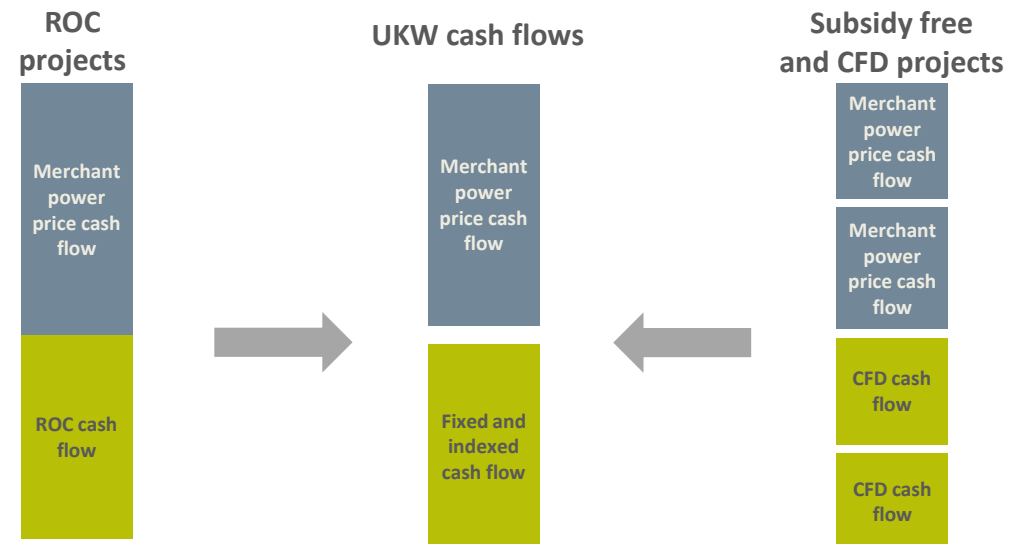 ROC
projects
Merchant
power
price cash
flow
ROC cash
flow
UKW cash flows
Merchant
power
price cash
flow
Fixed and
indexed
cash flow
Subsidy free
and CFD projects
Merchant
power
price cash
flow
Merchant
power
price cash
flow
CFD cash
flow
CFD cash
flow